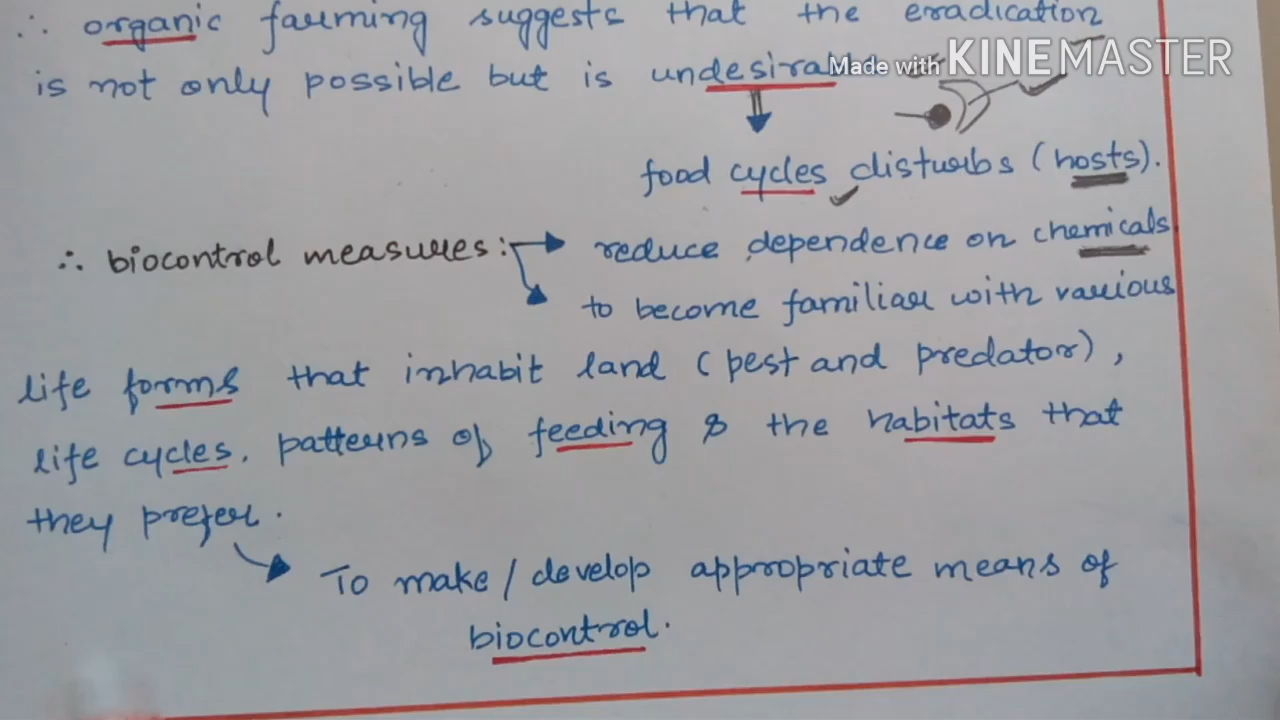 ∴ organic farming suggests that the eradication
is not only possible but is undesira
Made with KINEMASTER
food cycles disturbs (hosts).
∴ biocontrol measures: → reduce dependence on chemicals
to become familiar with various
life forms that inhabit land (pest and predator),
life cycles, patterns of feeding & the habitats that
they prefer.
To make / develop appropriate means of
biocontrol.